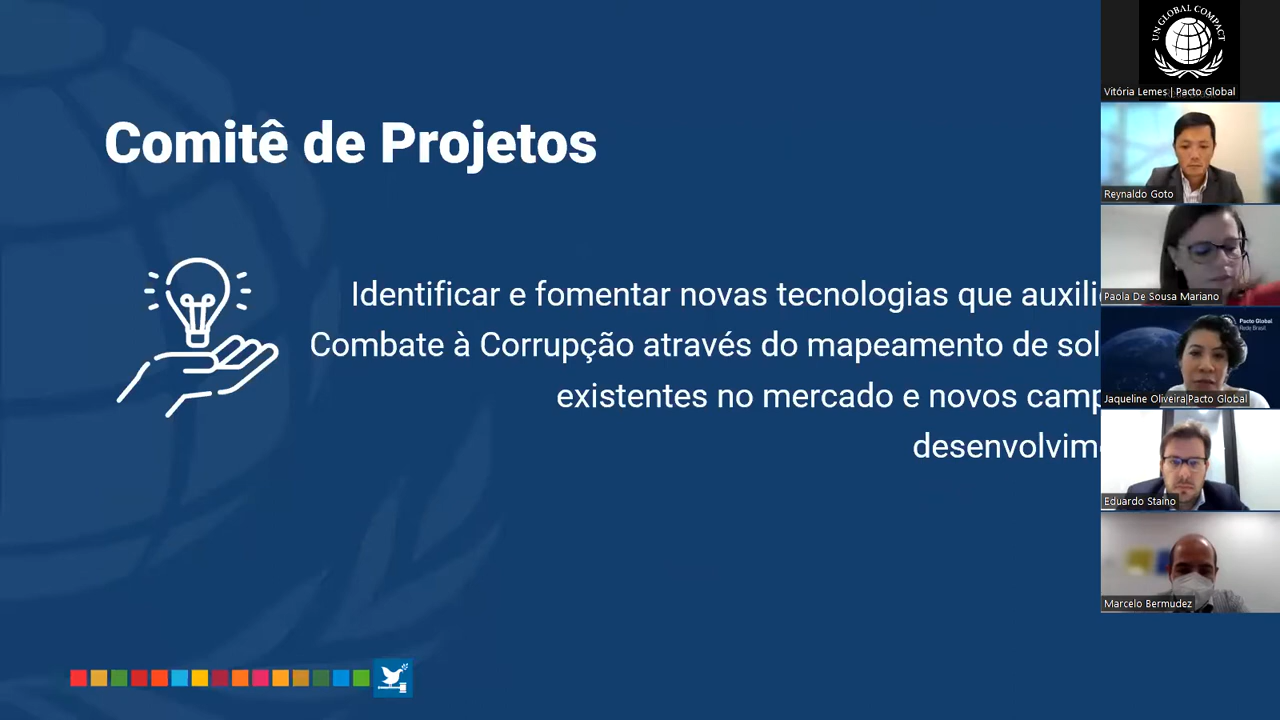 Comitê de Projetos
Identificar e fomentar novas tecnologias que auxili
Combate à Corrupção através do mapeamento de sol
existentes no mercado e novos camp
desenvolvim
UN GLOBAL COMPACT
Vitória Lemes | Pacto Global
Reynaldo Goto
Paola De Sousa Mariano
Pacto Global
Rede Brasil
Jaqueline Oliveira|Pacto Global
Eduardo Staino
Marcelo Bermudez